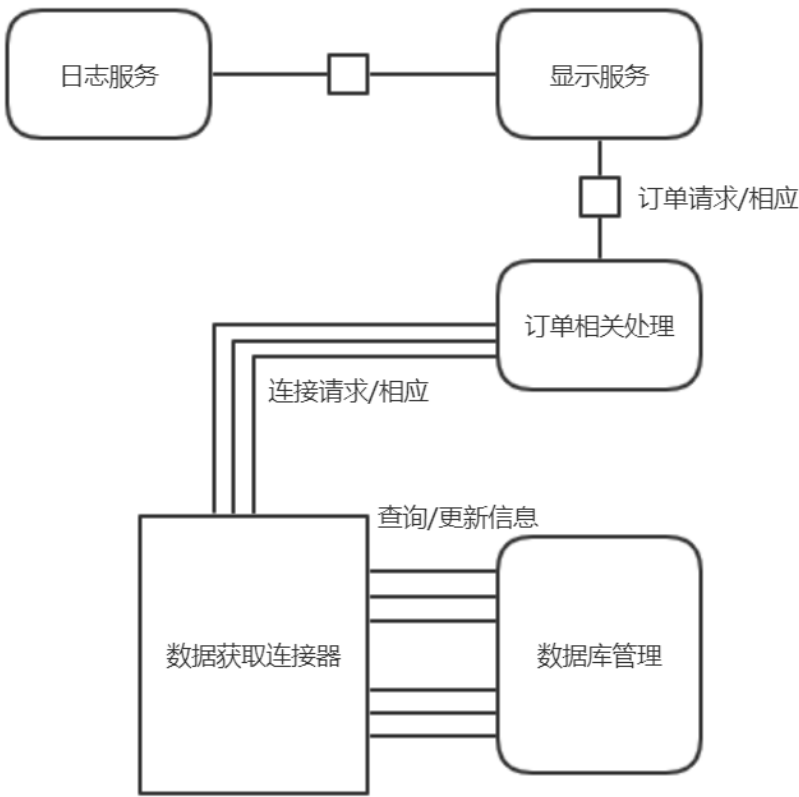 日志服务
显示服务
订单请求/相应
订单相关处理
连接请求/相应
查询/更新信息
数据获取连接器
数据库管理